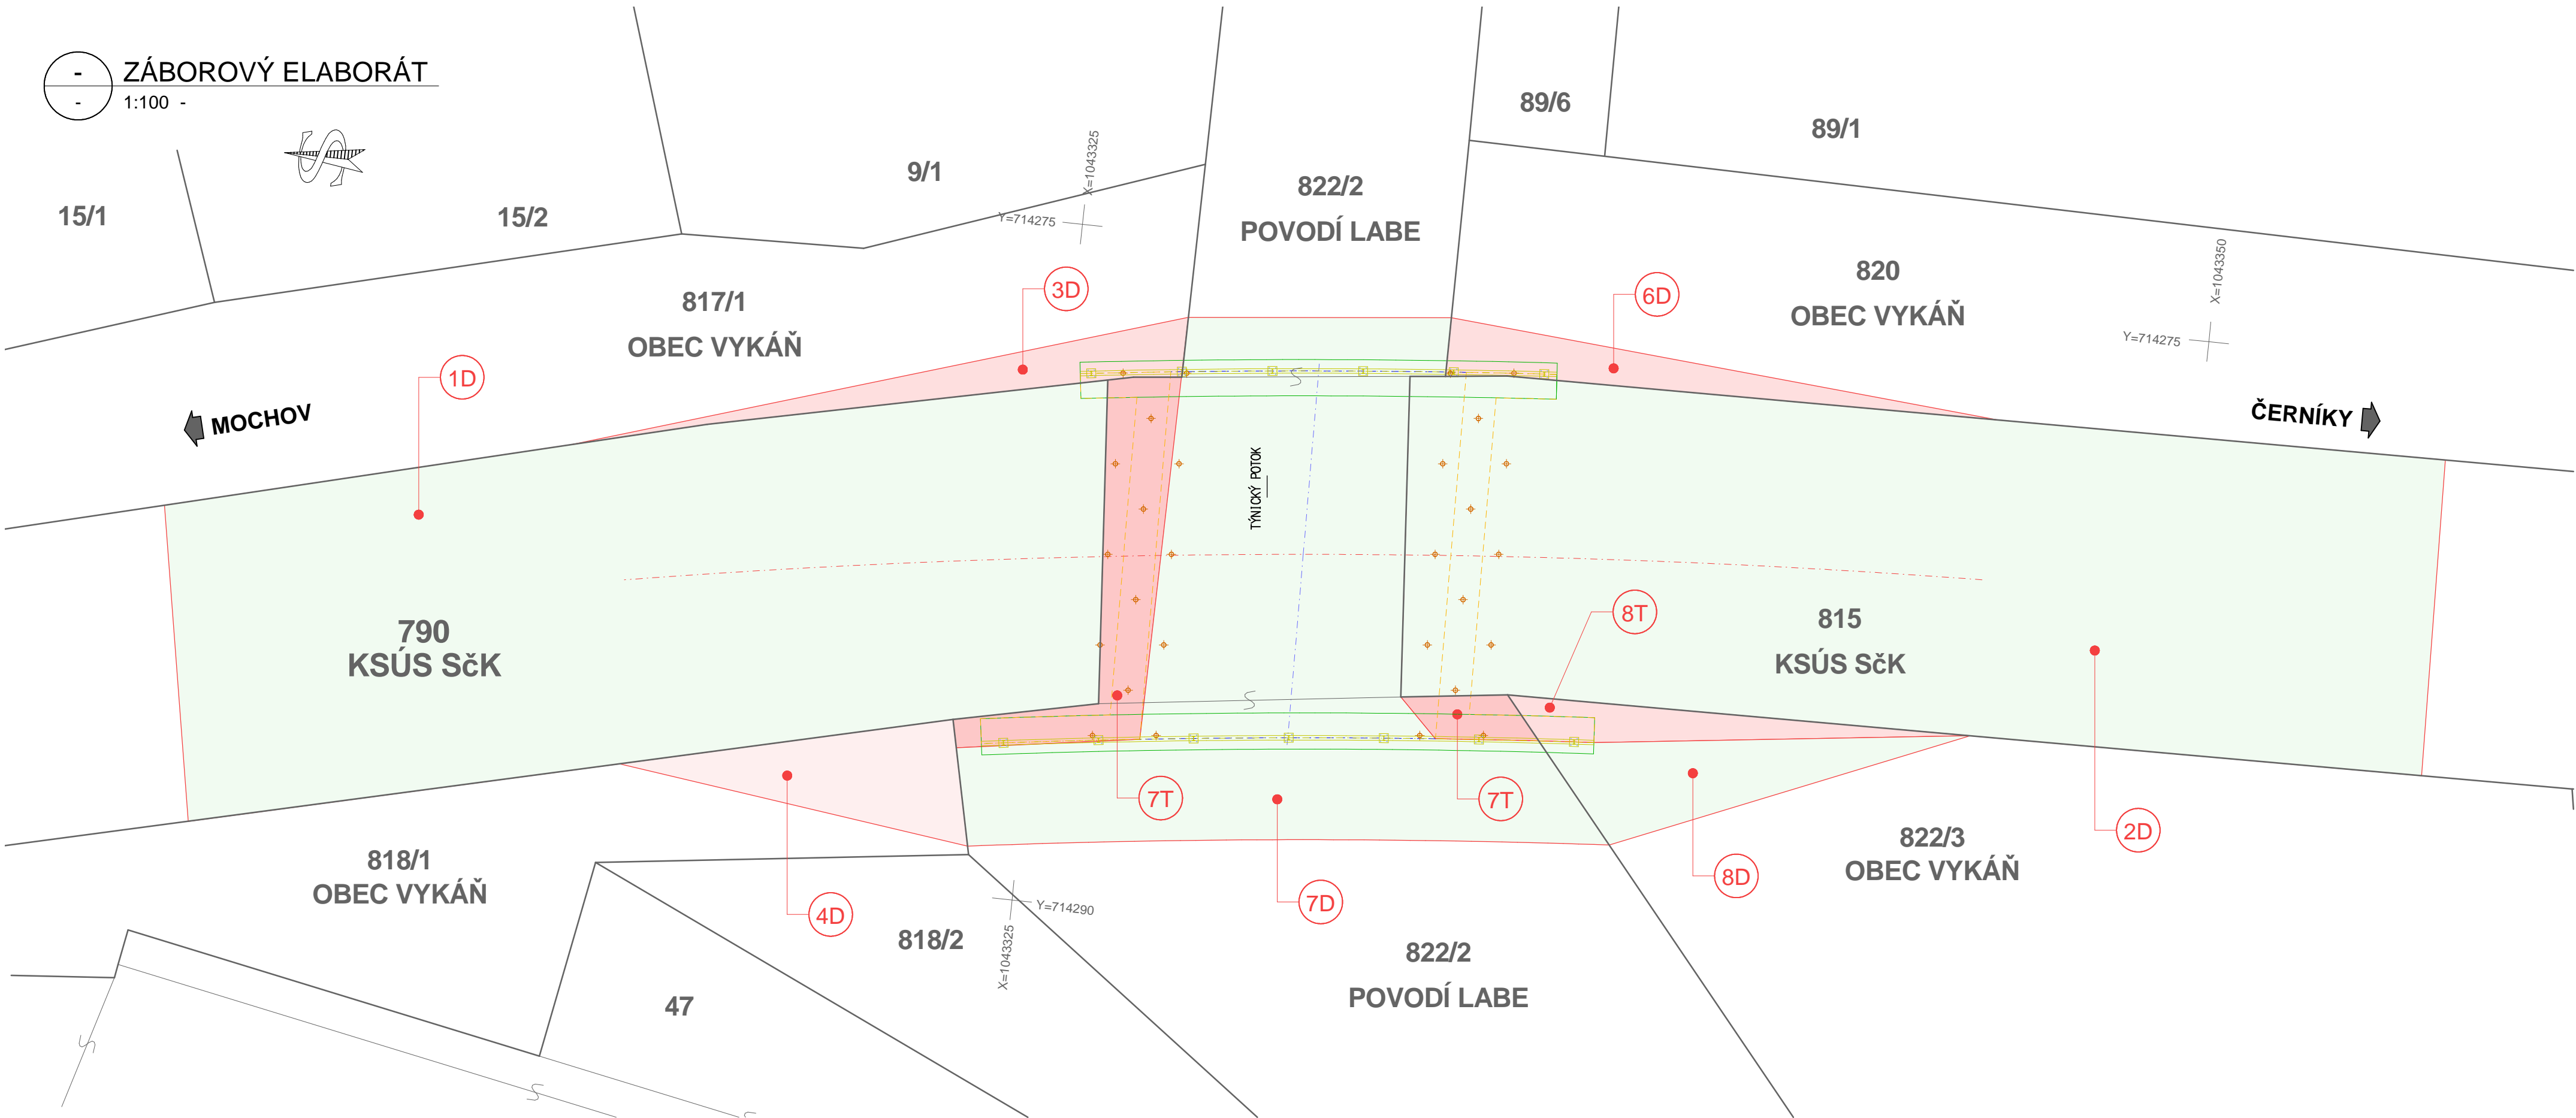 -
ZÁBOROVÝ ELABORÁT
-
1:100 -
15/1
15/2
9/1
X=1043325
Y=714275
822/2
POVODÍ LABE
89/6
89/1
817/1
OBEC VYKÁŇ
3D
6D
820
OBEC VYKÁŇ
X=1043350
Y=714275
1D
MOCHOV
ČERNÍKY
TÝNICKÝ POTOK
790
KSÚS SčK
8T
815
KSÚS SčK
7T
7T
2D
818/1
OBEC VYKÁŇ
4D
7D
8D
822/3
OBEC VYKÁŇ
818/2
Y=714290
X=1043325
47
822/2
POVODÍ LABE